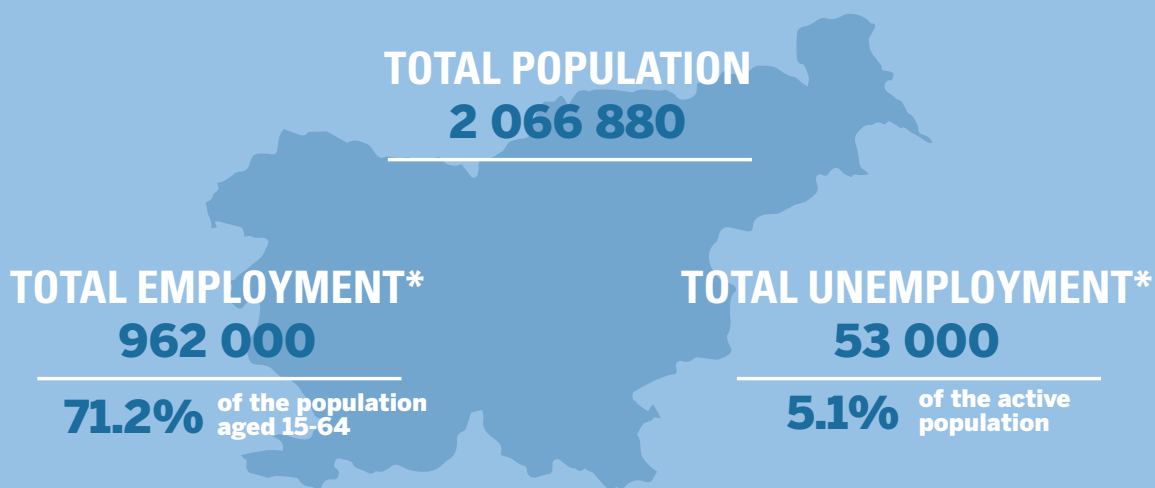 TOTAL POPULATION
2 066 880
TOTAL EMPLOYMENT*
962 000
71.2% of the population
aged 15-64
TOTAL UNEMPLOYMENT*
53 000
5.1% of the active
population